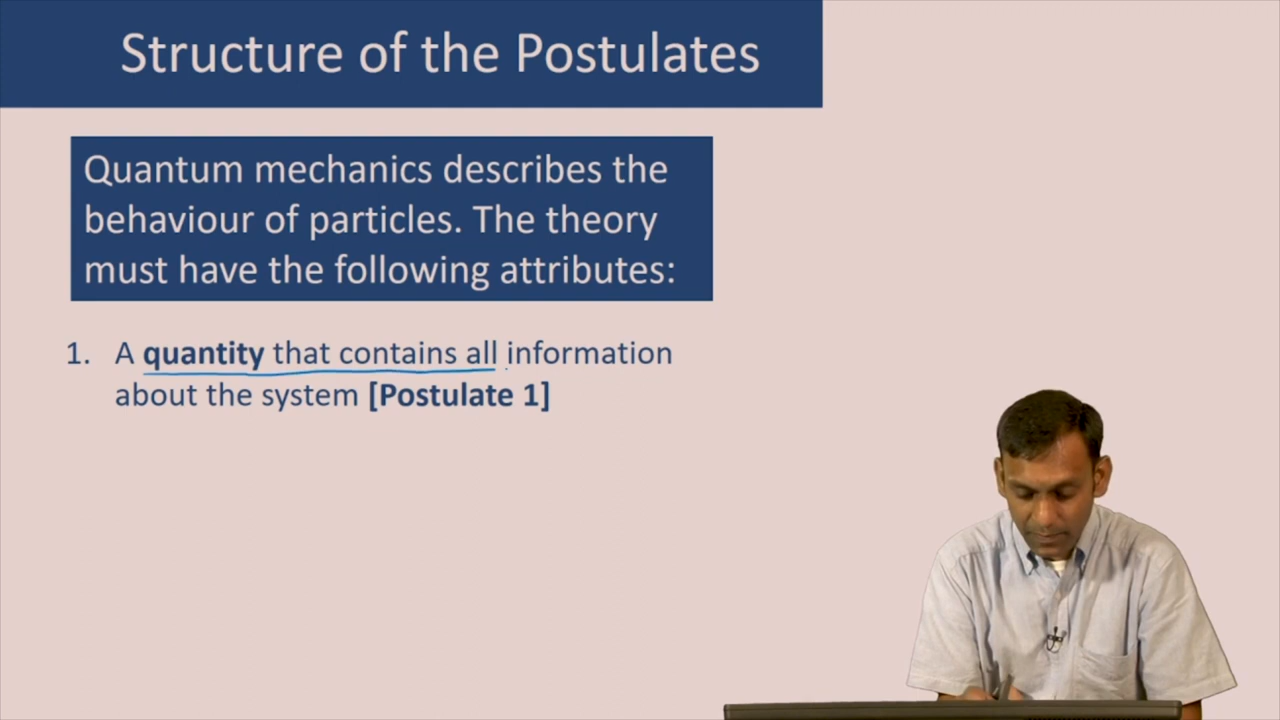 Structure of the Postulates
Quantum mechanics describes the
behaviour of particles. The theory
must have the following attributes:
1. A quantity that contains all information
about the system [Postulate 1]